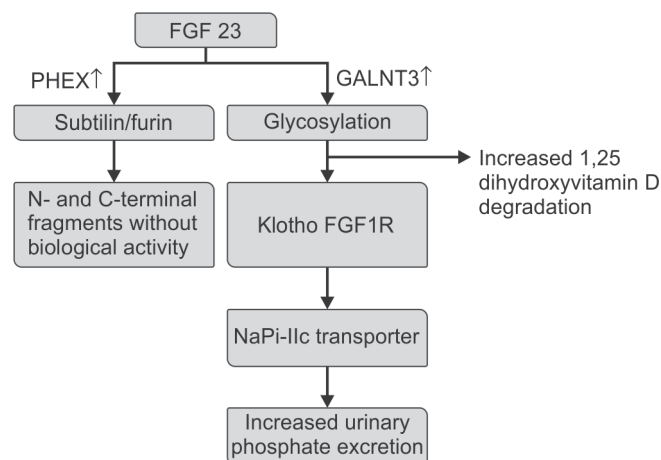 FGF 23
PHEX↑
GALNT3↑
Subtilin/furin
Glycosylation
Increased 1,25
dihydroxyvitamin D
degradation
N- and C-terminal
fragments without
biological activity
Klotho FGF1R
NaPi-IIc transporter
Increased urinary
phosphate excretion